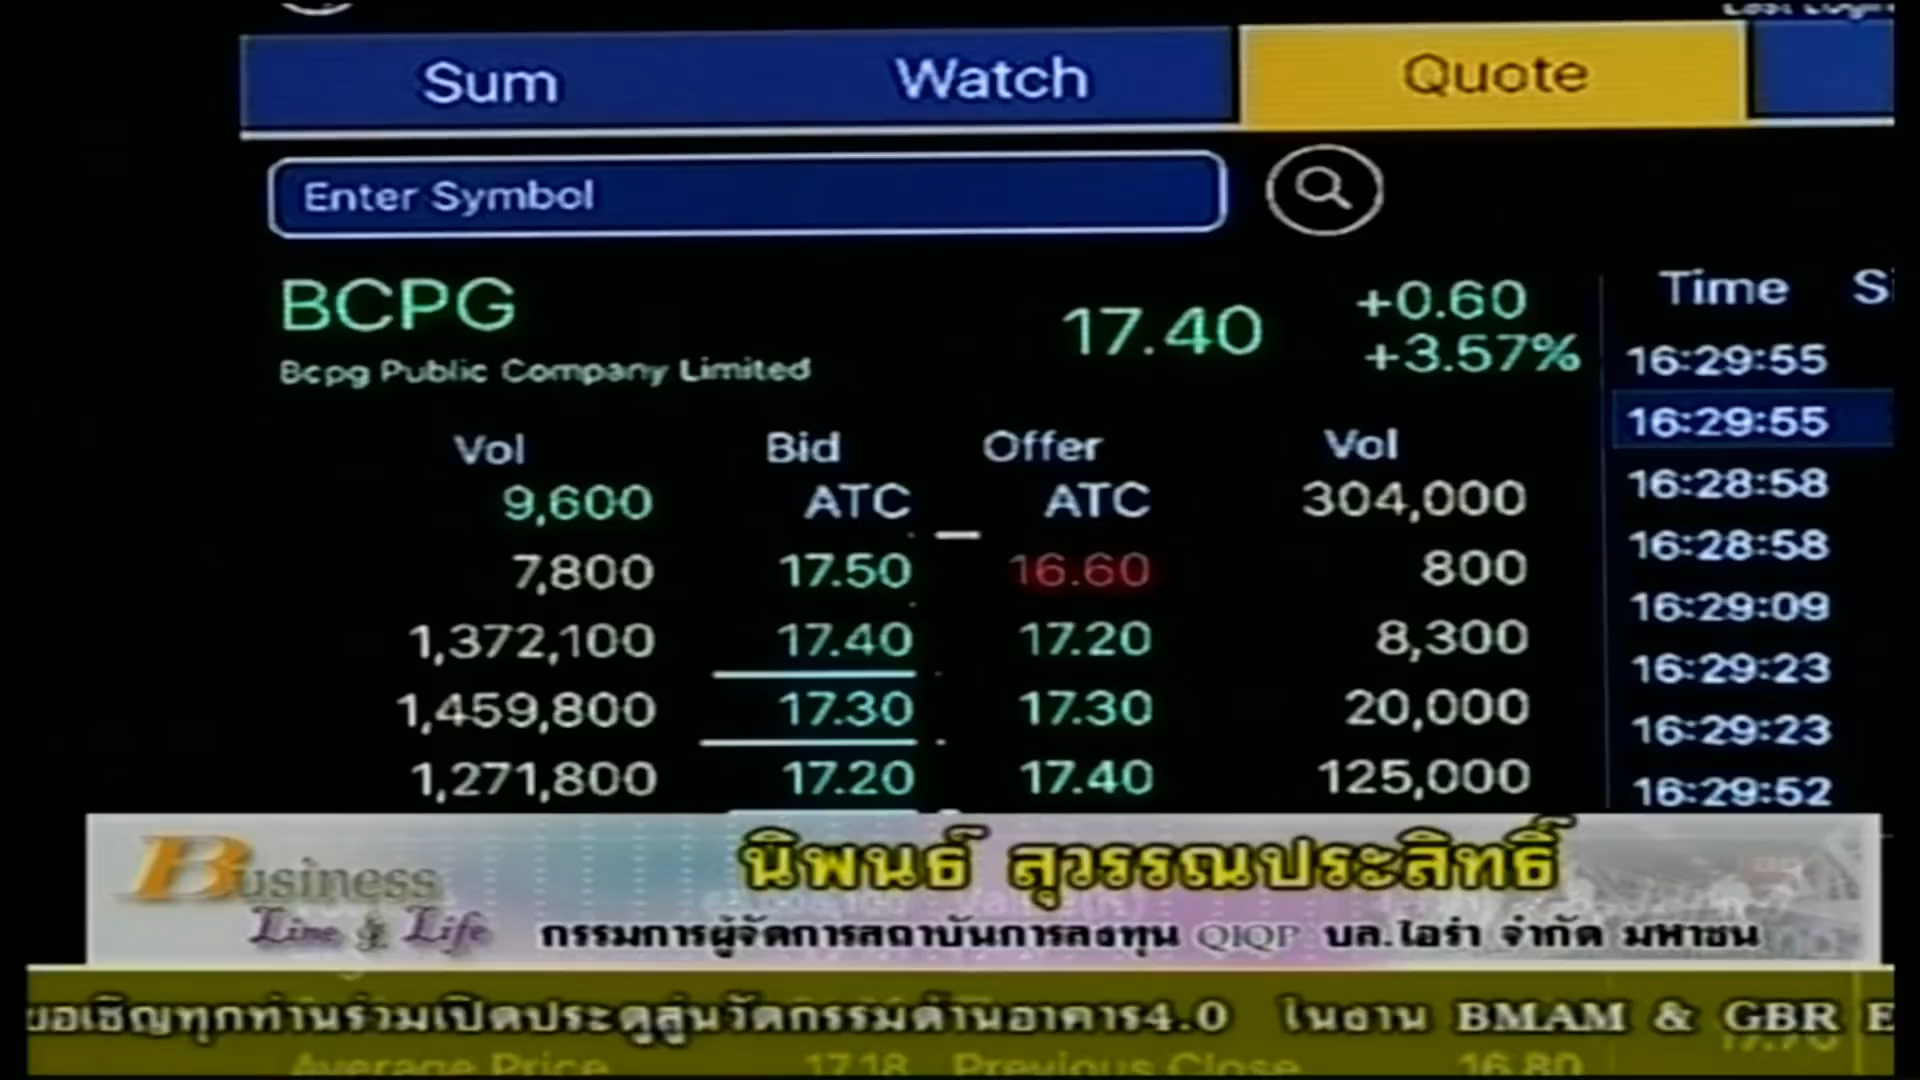 Sum Watch Quote
Enter Symbol
BCPG 17.40 +0.60
Bcpg Public Company Limited +3.57%
Time
Vol Bid Offer Vol
9,600 ATC ATC 304,000
7,800 17.50 16.60 800
1,372,100 17.40 17.20 8,300
1,459,800 17.30 17.30 20,000
1,271,800 17.20 17.40 125,000
16:29:55
16:29:55
16:28:58
16:28:58
16:29:09
16:29:23
16:29:23
16:29:52
Business
Line & Life
นิพนธ์ สุวรรณประสิทธิ์
กรรมการผู้จัดการสถาบันการลงทุน QIQP บล.ไอร่า จำกัด มหาชน
ขอเชิญทุกท่านร่วมเปิดประตูสู่นวัตกรรมด้านอาคาร4.0 ในงาน BMAM & GBR E
Average Price 17.18 Previous Close 16.80